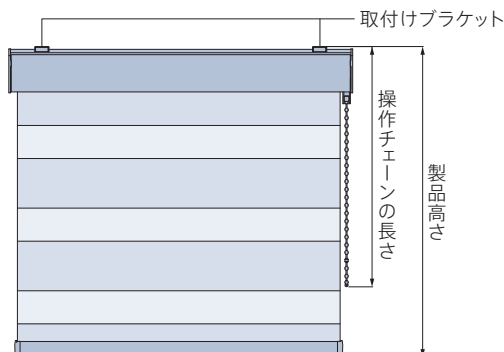 取付けブラケット
操作チェーンの長さ
製品高さ